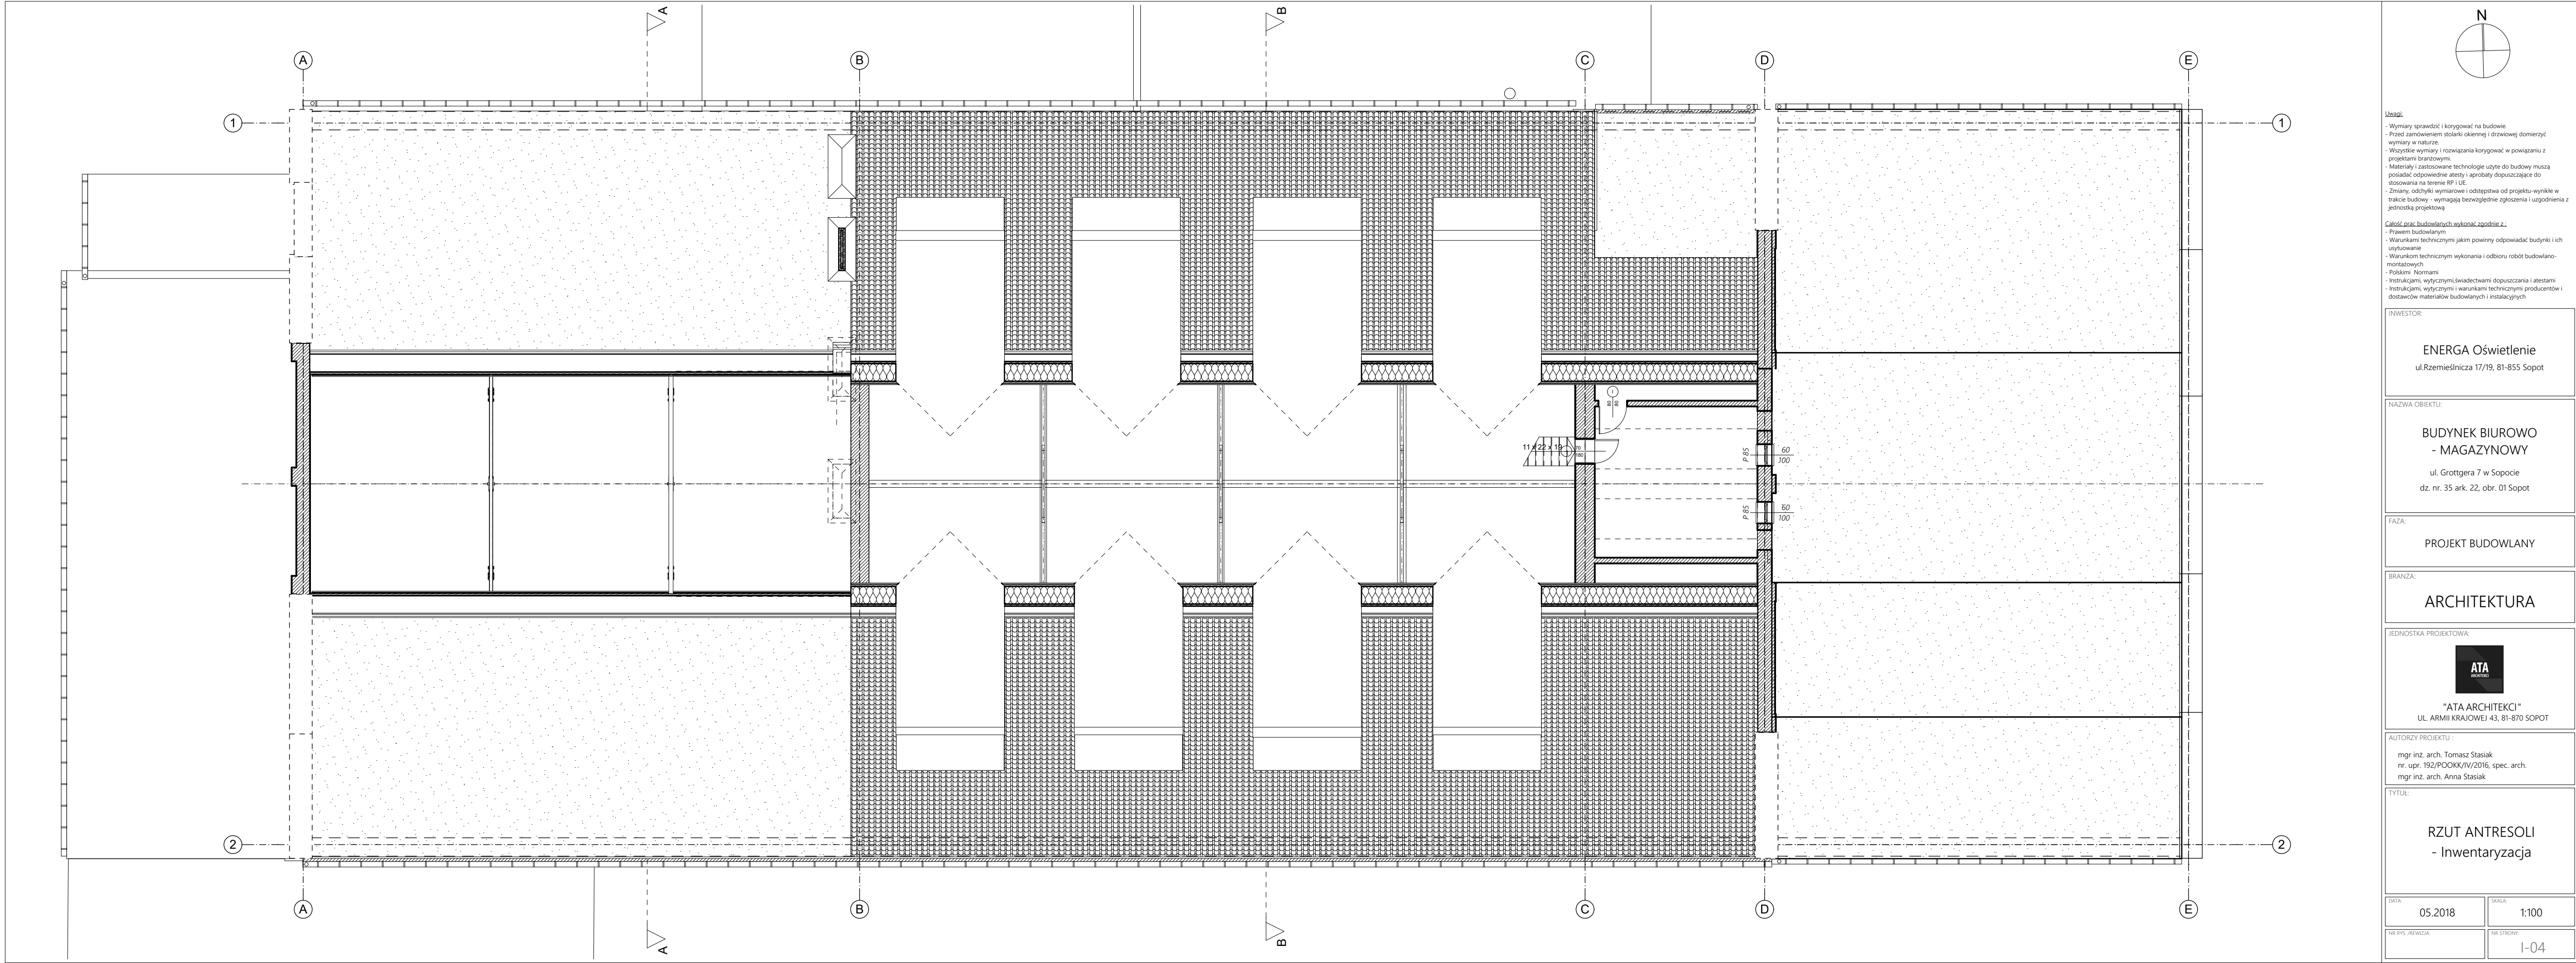 A
B
A
B
C
D
E
1
1
2
2
11 x 22 x 19
80
80
180
P 85
60
100
P 85
60
100
A
B
C
D
E
A
B
N
Uwagi:
- Wymiary sprawdzić i korygować na budowie.
- Przed zamówieniem stolarki okiennej i drzwiowej domierzyć
wymiary w naturze.
- Wszystkie wymiary i rozwiązania korygować w powiązaniu z
projektami branżowymi.
- Materiały i zastosowane technologie użyte do budowy muszą
posiadać odpowiednie atesty i aprobaty dopuszczające do
stosowania na terenie RP i UE.
- Zmiany, odchyłki wymiarowe i odstępstwa od projektu-wynikłe w
trakcie budowy - wymagają bezwzględnie zgłoszenia i uzgodnienia z
jednostką projektową
Całość prac budowlanych wykonać zgodnie z :
- Prawem budowlanym
- Warunkami technicznymi jakim powinny odpowiadać budynki i ich
usytuowanie
- Warunkom technicznym wykonania i odbioru robót budowlano-
montażowych
- Polskimi Normami
- Instrukcjami, wytycznymi,świadectwami dopuszczania i atestami
- Instrukcjami, wytycznymi i warunkami technicznymi producentów i
dostawców materiałów budowlanych i instalacyjnych
INWESTOR:
ENERGA Oświetlenie
ul.Rzemieślnicza 17/19, 81-855 Sopot
NAZWA OBIEKTU:
BUDYNEK BIUROWO
- MAGAZYNOWY
ul. Grottgera 7 w Sopocie
dz. nr. 35 ark. 22, obr. 01 Sopot
FAZA:
PROJEKT BUDOWLANY
BRANŻA:
ARCHITEKTURA
JEDNOSTKA PROJEKTOWA:
ATA
ARCHITEKCI
"ATA ARCHITEKCI"
UL. ARMII KRAJOWEJ 43, 81-870 SOPOT
AUTORZY PROJEKTU :
mgr inż. arch. Tomasz Stasiak
nr. upr. 192/POOKK/IV/2016, spec. arch.
mgr inż. arch. Anna Stasiak
TYTUŁ:
RZUT ANTRESOLI
- Inwentaryzacja
DATA:
05.2018
SKALA:
1:100
NR RYS. /REWIZJA:
NR STRONY:
I-04